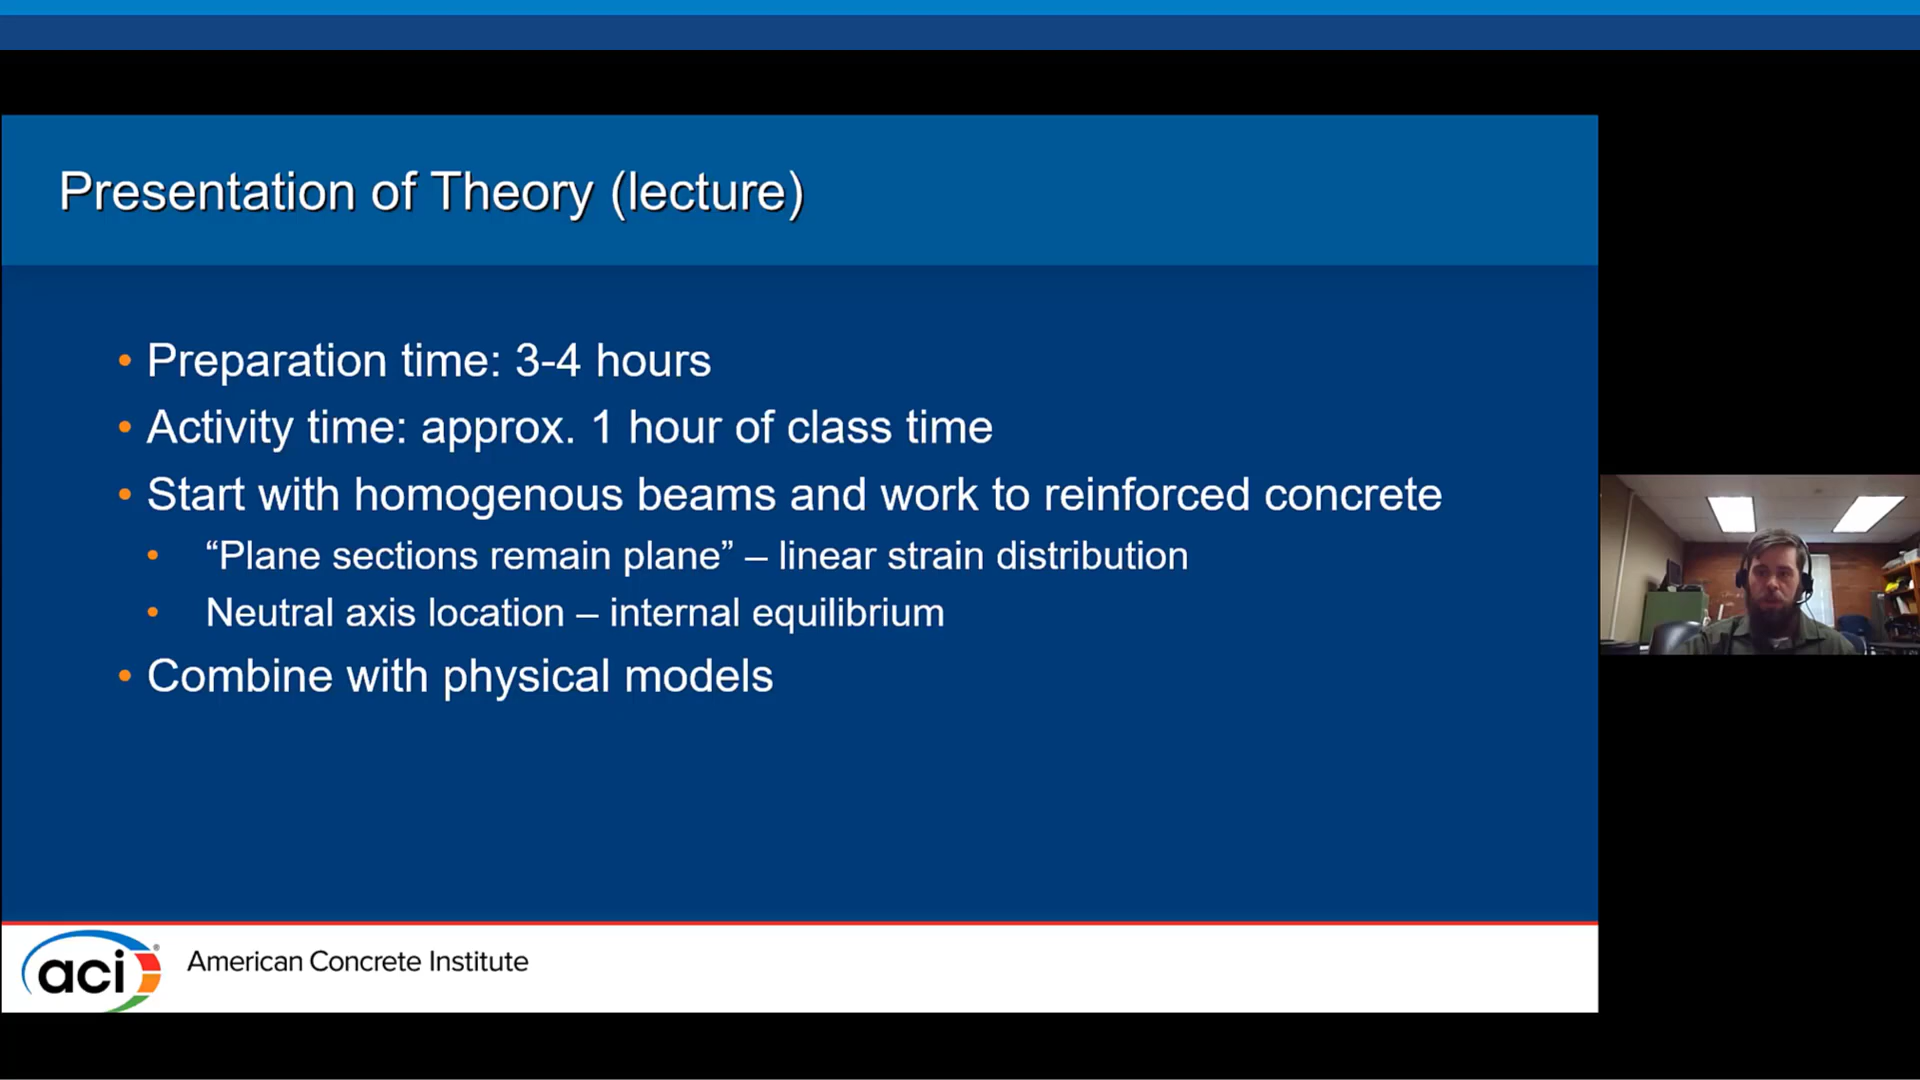 Presentation of Theory (lecture)
• Preparation time: 3-4 hours
• Activity time: approx. 1 hour of class time
• Start with homogenous beams and work to reinforced concrete
• “Plane sections remain plane” – linear strain distribution
• Neutral axis location – internal equilibrium
• Combine with physical models
aci®
American Concrete Institute